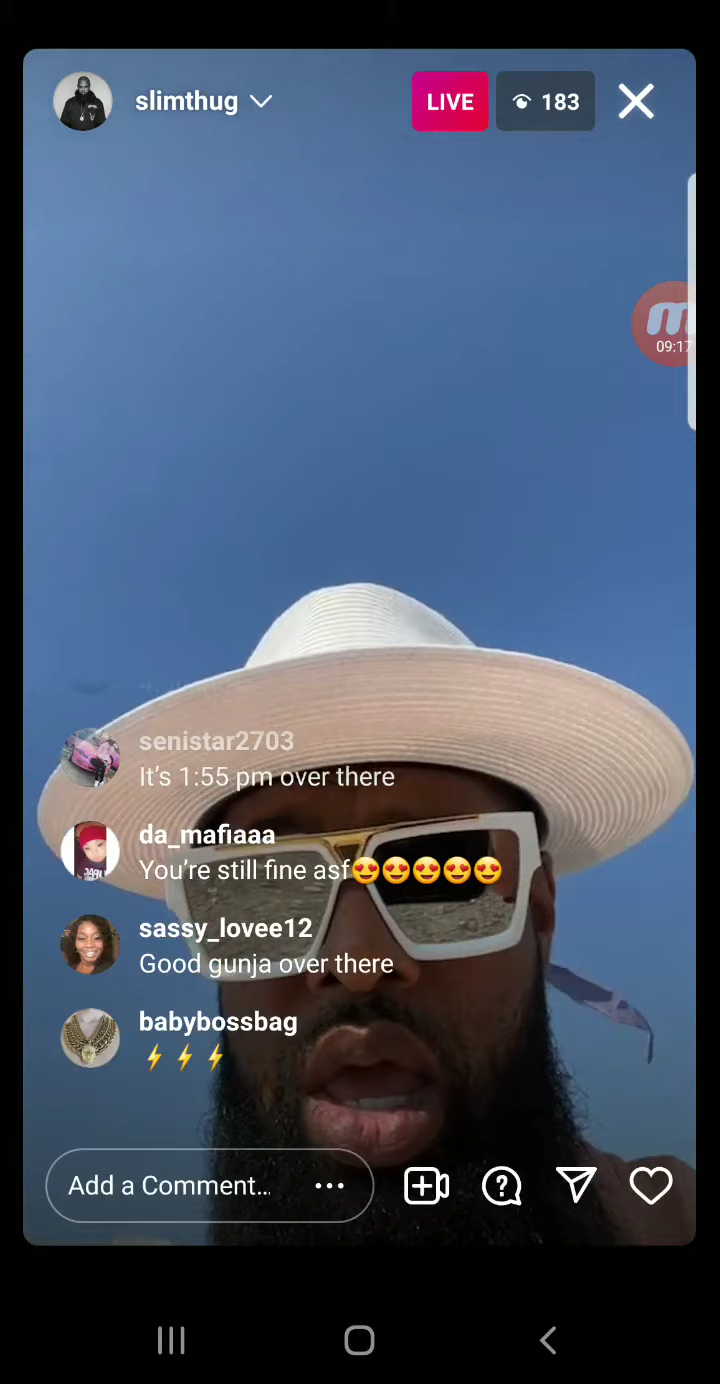 slimthug
LIVE
183
09:17
senistar2703
It’s 1:55 pm over there
da_mafiaaa
You’re still fine asf😍😍😍😍😍
sassy_lovee12
Good gunja over there
babybossbag
⚡⚡⚡
Add a Comment...